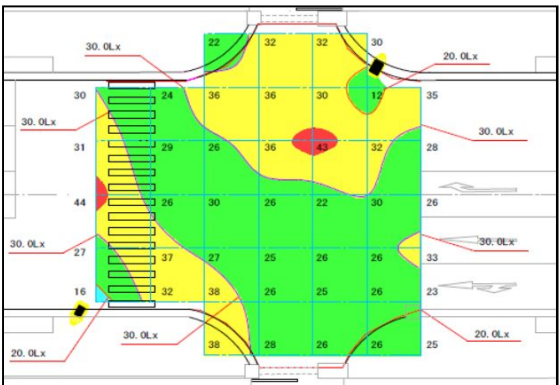 22 32 32 30
30.0Lx 20.0Lx
30 24 36 36 30 12 35
30.0Lx 30.0Lx
31 29 26 36 43 32 28
44 26 30 26 22 30 26
30.0Lx 30.0Lx
27 37 27 25 26 26 33
16 32 38 26 25 26 23
30.0Lx 20.0Lx
38 28 25 26 25
20.0Lx